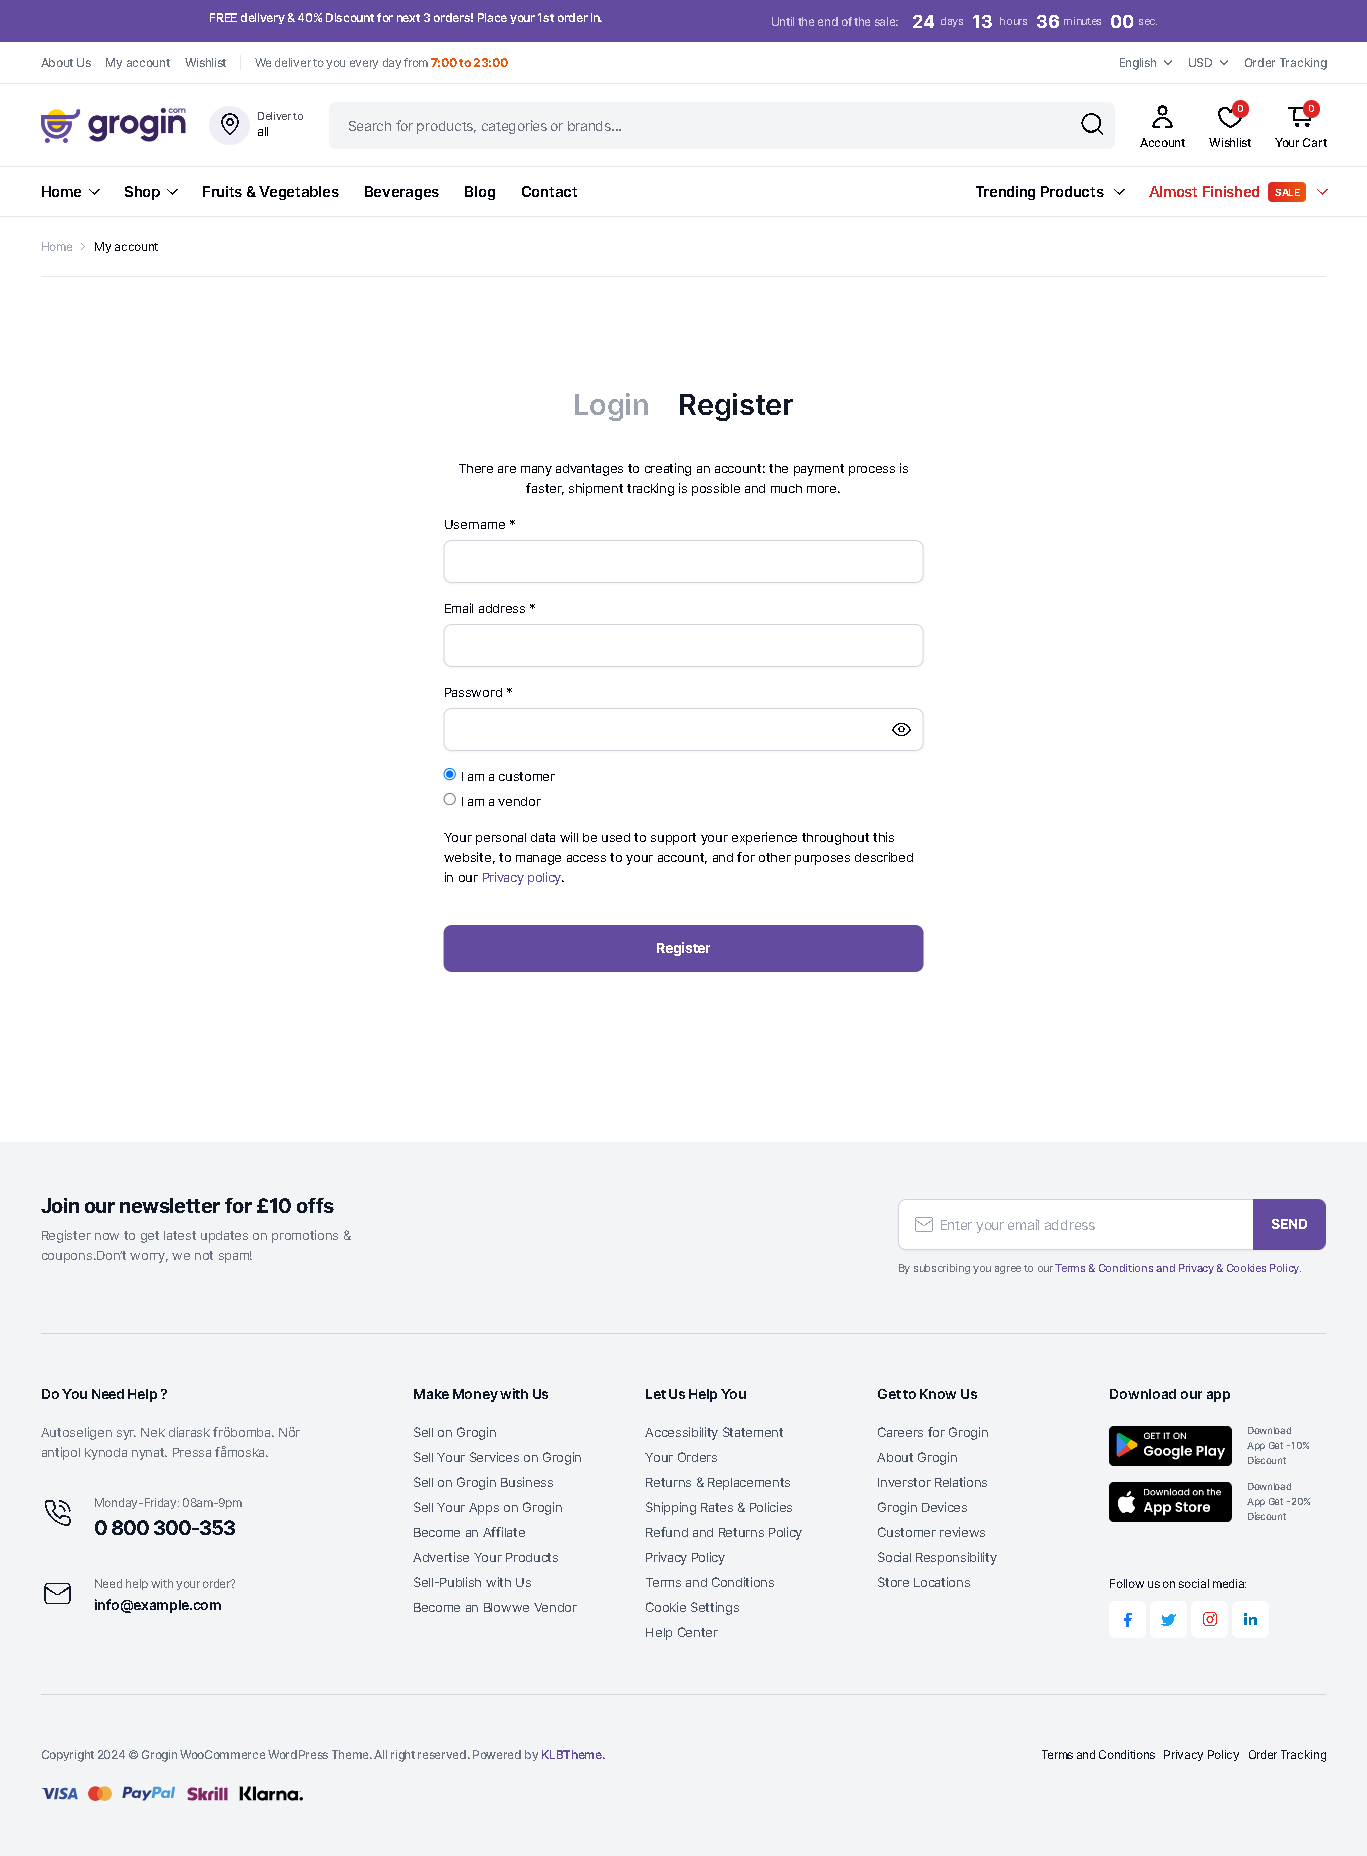 FREE delivery & 40% Discount for next 3 orders! Place your 1st order in.
Until the end of the sale: 24 days 13 hours 36 minutes 00 sec.
About Us My account Wishlist We deliver to you every day from 7:00 to 23:00
English USD Order Tracking
grogin.com
Deliver to
all
Search for products, categories or brands...
0 0
Account Wishlist Your Cart
Home Shop Fruits & Vegetables Beverages Blog Contact
Trending Products Almost Finished SALE
Home My account
Login Register
There are many advantages to creating an account: the payment process is
faster, shipment tracking is possible and much more.
Username *
Email address *
Password *
I am a customer
I am a vendor
Your personal data will be used to support your experience throughout this
website, to manage access to your account, and for other purposes described
in our Privacy policy.
Register
Join our newsletter for £10 offs
Register now to get latest updates on promotions &
coupons.Don't worry, we not spam!
Enter your email address SEND
By subscribing you agree to our Terms & Conditions and Privacy & Cookies Policy.
Do You Need Help ?
Autoseligen syr. Nek diarask fröbomba. Nör
antipol kynoda nynat. Pressa fåmoska.
Monday-Friday: 08am-9pm
0 800 300-353
Need help with your order?
info@example.com
Make Money with Us
Sell on Grogin
Sell Your Services on Grogin
Sell on Grogin Business
Sell Your Apps on Grogin
Become an Affilate
Advertise Your Products
Sell-Publish with Us
Become an Blowwe Vendor
Let Us Help You
Accessibility Statement
Your Orders
Returns & Replacements
Shipping Rates & Policies
Refund and Returns Policy
Privacy Policy
Terms and Conditions
Cookie Settings
Help Center
Get to Know Us
Careers for Grogin
About Grogin
Inverstor Relations
Grogin Devices
Customer reviews
Social Responsibility
Store Locations
Download our app
GET IT ON
Google Play
Download
App Get -10%
Discount
Download on the
App Store
Download
App Get -20%
Discount
Follow us on social media:
Copyright 2024 © Grogin WooCommerce WordPress Theme. All right reserved. Powered by KLBTheme.
Terms and Conditions Privacy Policy Order Tracking
VISA PayPal Skrill Klarna.